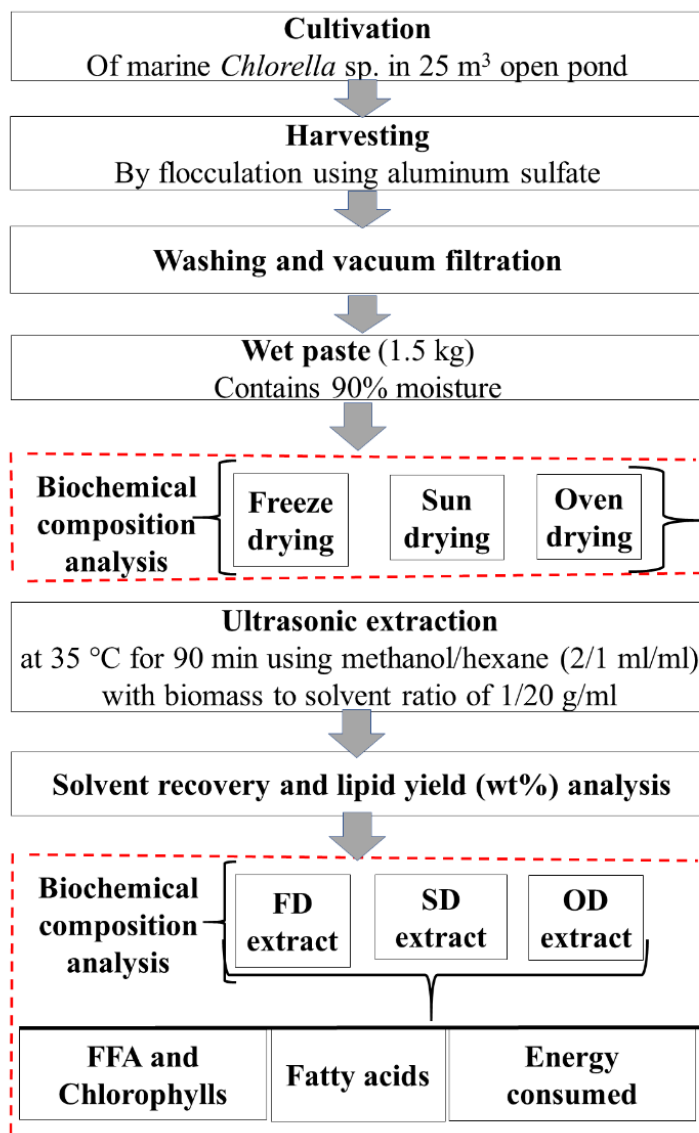 Cultivation
Of marine Chlorella sp. in 25 m³ open pond
Harvesting
By flocculation using aluminum sulfate
Washing and vacuum filtration
Wet paste (1.5 kg)
Contains 90% moisture
Biochemical
composition
analysis
Freeze
drying
Sun
drying
Oven
drying
Ultrasonic extraction
at 35 °C for 90 min using methanol/hexane (2/1 ml/ml)
with biomass to solvent ratio of 1/20 g/ml
Solvent recovery and lipid yield (wt%) analysis
Biochemical
composition
analysis
FD
extract
SD
extract
OD
extract
FFA and
Chlorophylls
Fatty acids
Energy
consumed